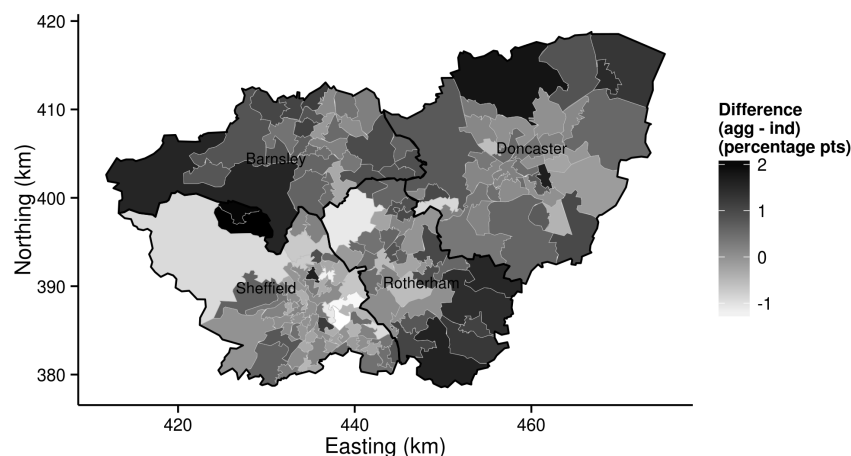 420
410
400
390
380
Northing (km)
420
440
460
Easting (km)
Barnsley
Doncaster
Sheffield
Rotherham
Difference
(agg - ind)
(percentage pts)
2
1
0
-1